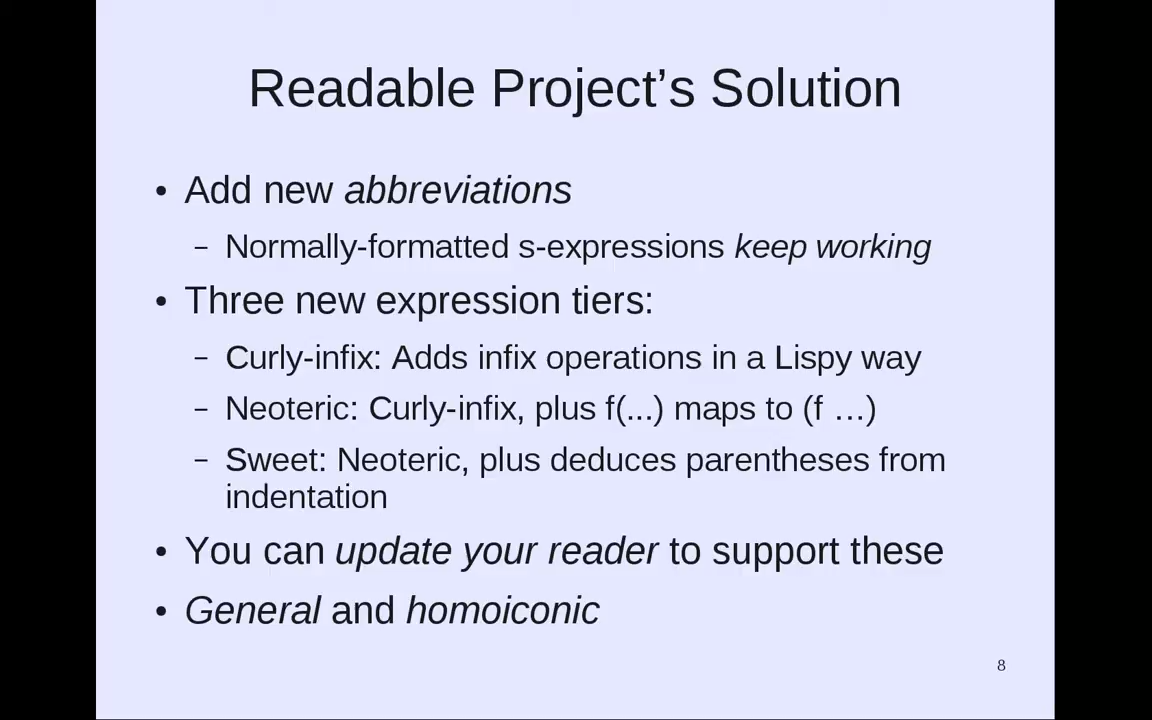 Readable Project’s Solution
• Add new abbreviations
– Normally-formatted s-expressions keep working
• Three new expression tiers:
– Curly-infix: Adds infix operations in a Lispy way
– Neoteric: Curly-infix, plus f(...) maps to (f …)
– Sweet: Neoteric, plus deduces parentheses from
indentation
• You can update your reader to support these
• General and homoiconic
8